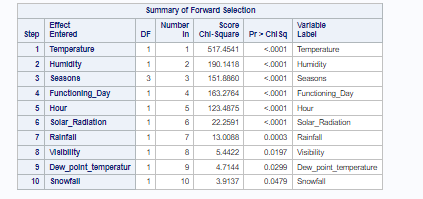 Summary of Forward Selection
Step Effect Entered DF Number In Score Chi-Square Pr > ChiSq Variable Label
1 Temperature 1 1 517.4541 <.0001 Temperature
2 Humidity 1 2 190.1418 <.0001 Humidity
3 Seasons 3 3 151.8860 <.0001 Seasons
4 Functioning_Day 1 4 163.2764 <.0001 Functioning_Day
5 Hour 1 5 123.4875 <.0001 Hour
6 Solar_Radiation 1 6 22.2591 <.0001 Solar_Radiation
7 Rainfall 1 7 13.0088 0.0003 Rainfall
8 Visibility 1 8 5.4422 0.0197 Visibility
9 Dew_point_temperatur 1 9 4.7144 0.0299 Dew_point_temperature
10 Snowfall 1 10 3.9137 0.0479 Snowfall